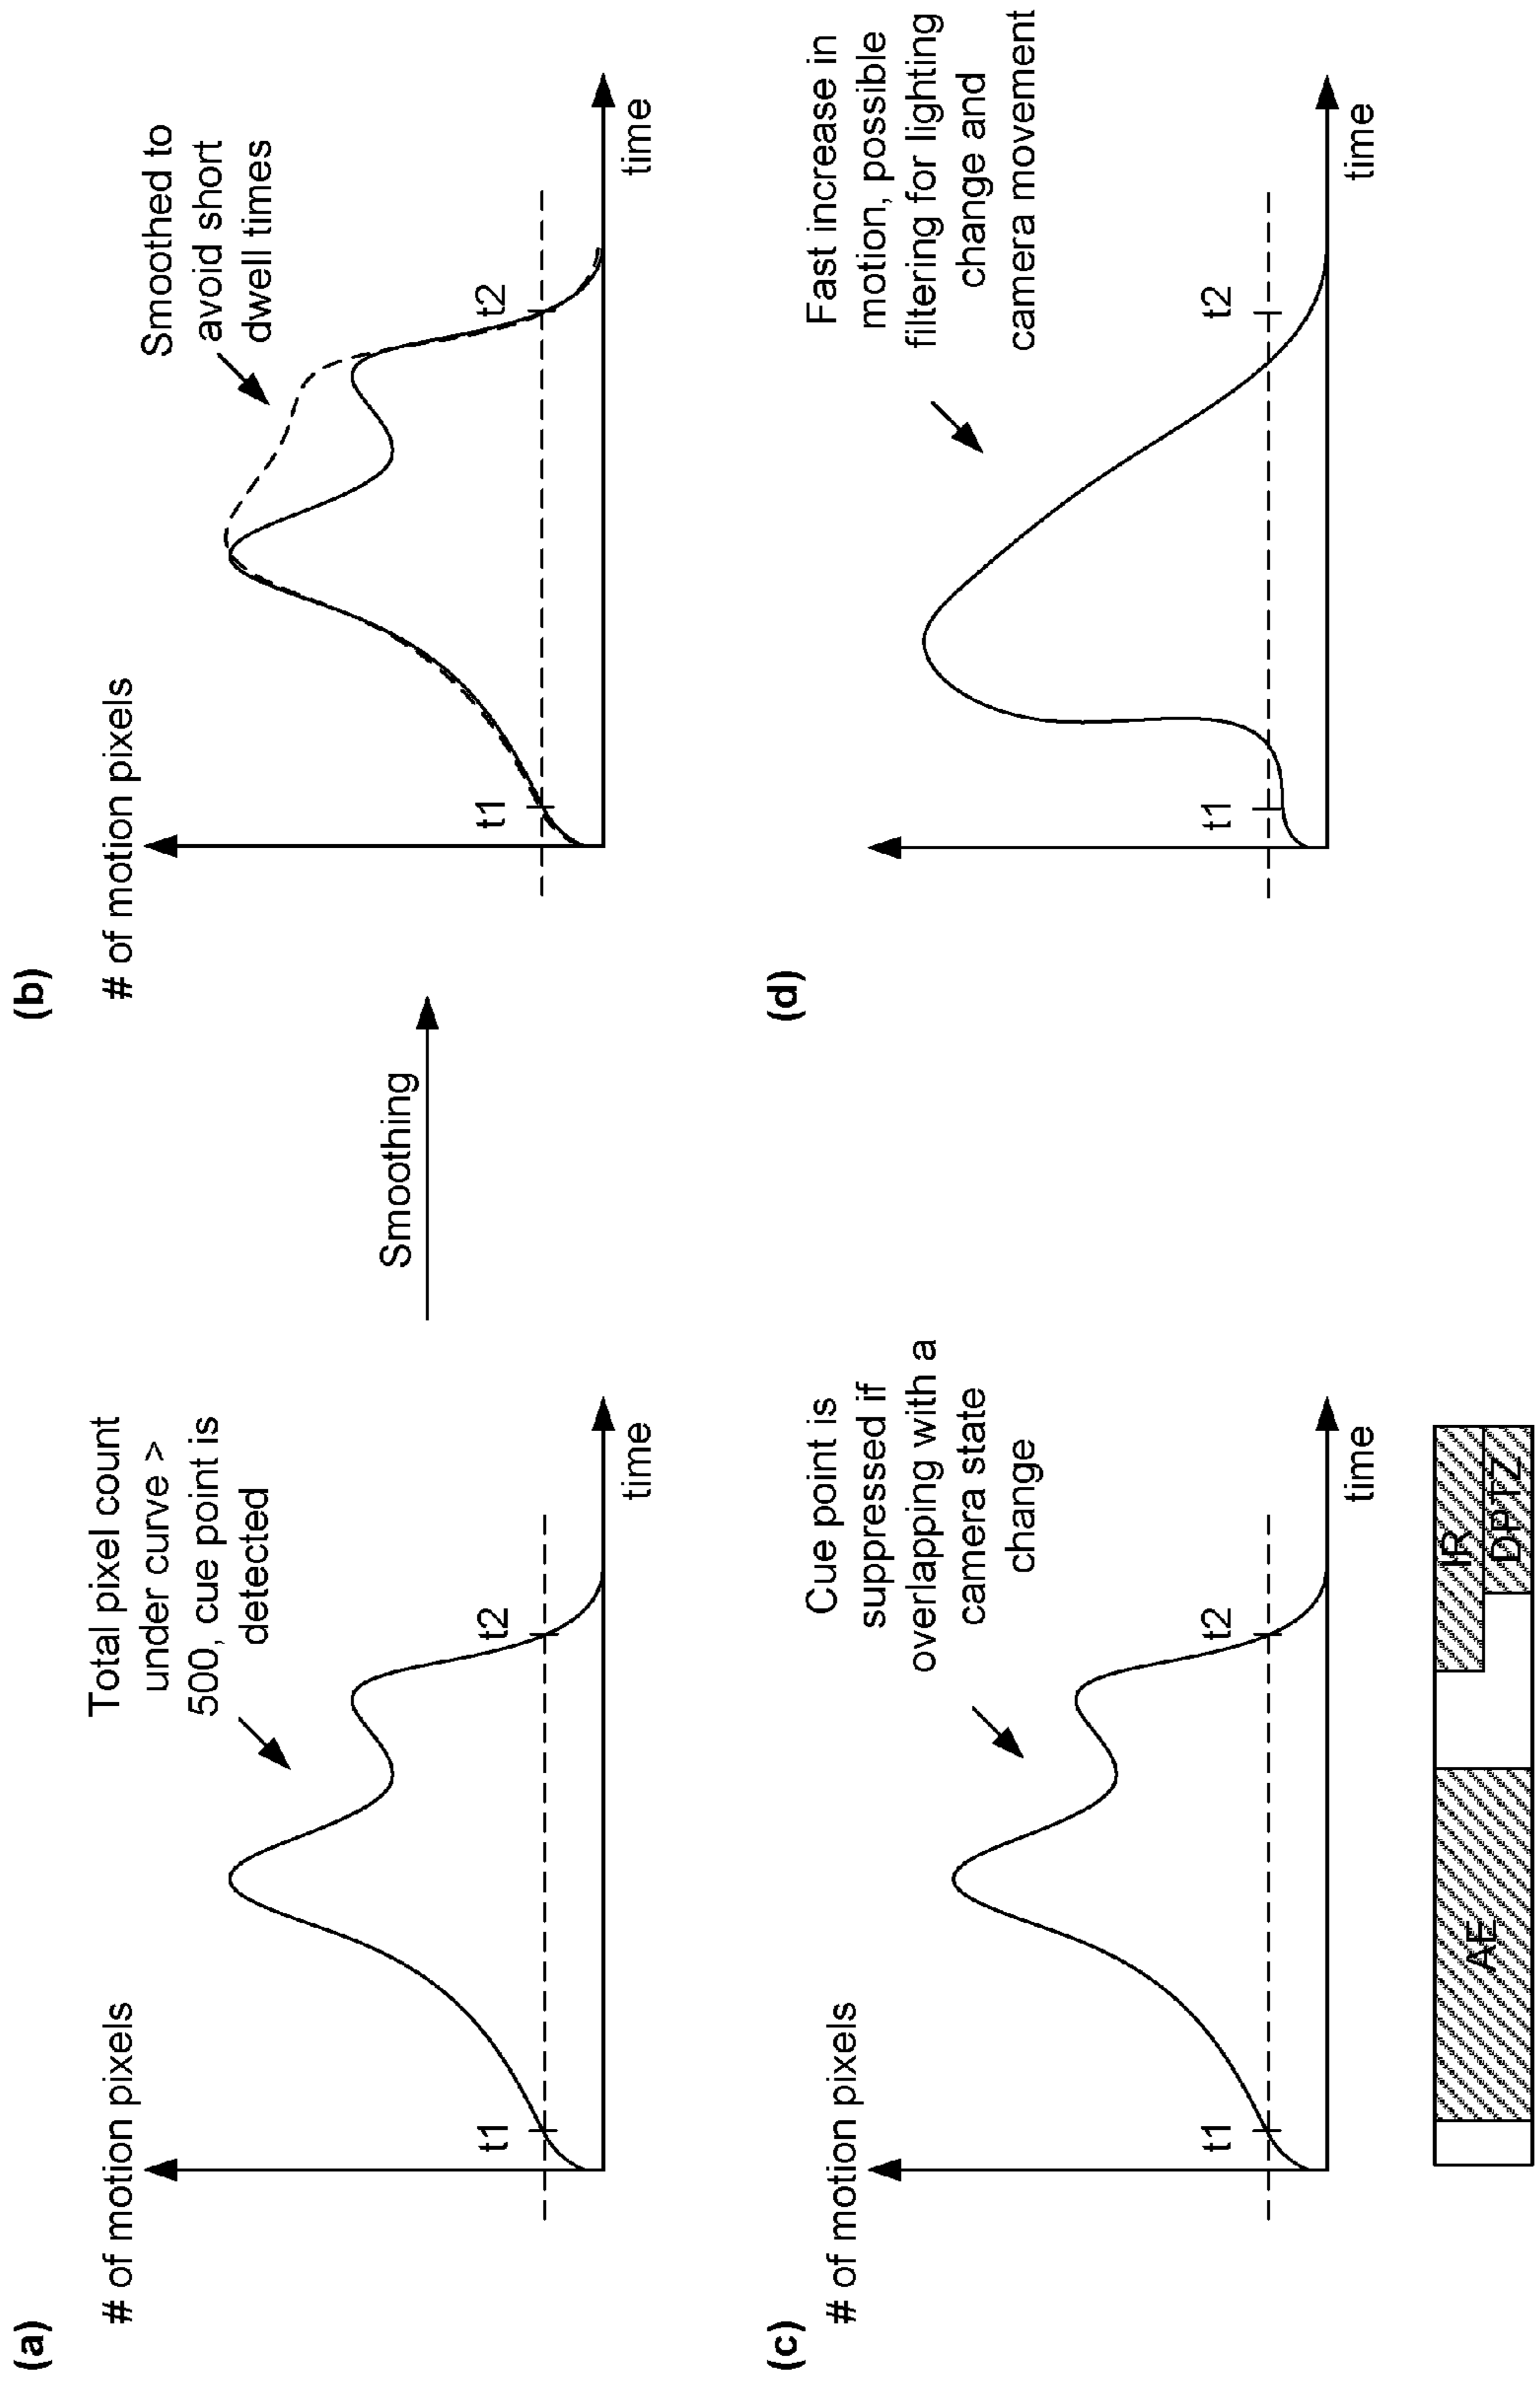 (a)
# of motion pixels
Total pixel count
under curve >
500, cue point is
detected
t1
t2
time
Smoothing
(b)
# of motion pixels
Smoothed to
avoid short
dwell times
t1
t2
time
(c)
# of motion pixels
Cue point is
suppressed if
overlapping with a
camera state
change
t1
t2
time
AE
IR
DPTZ
(d)
Fast increase in
motion, possible
filtering for lighting
change and
camera movement
t1
t2
time